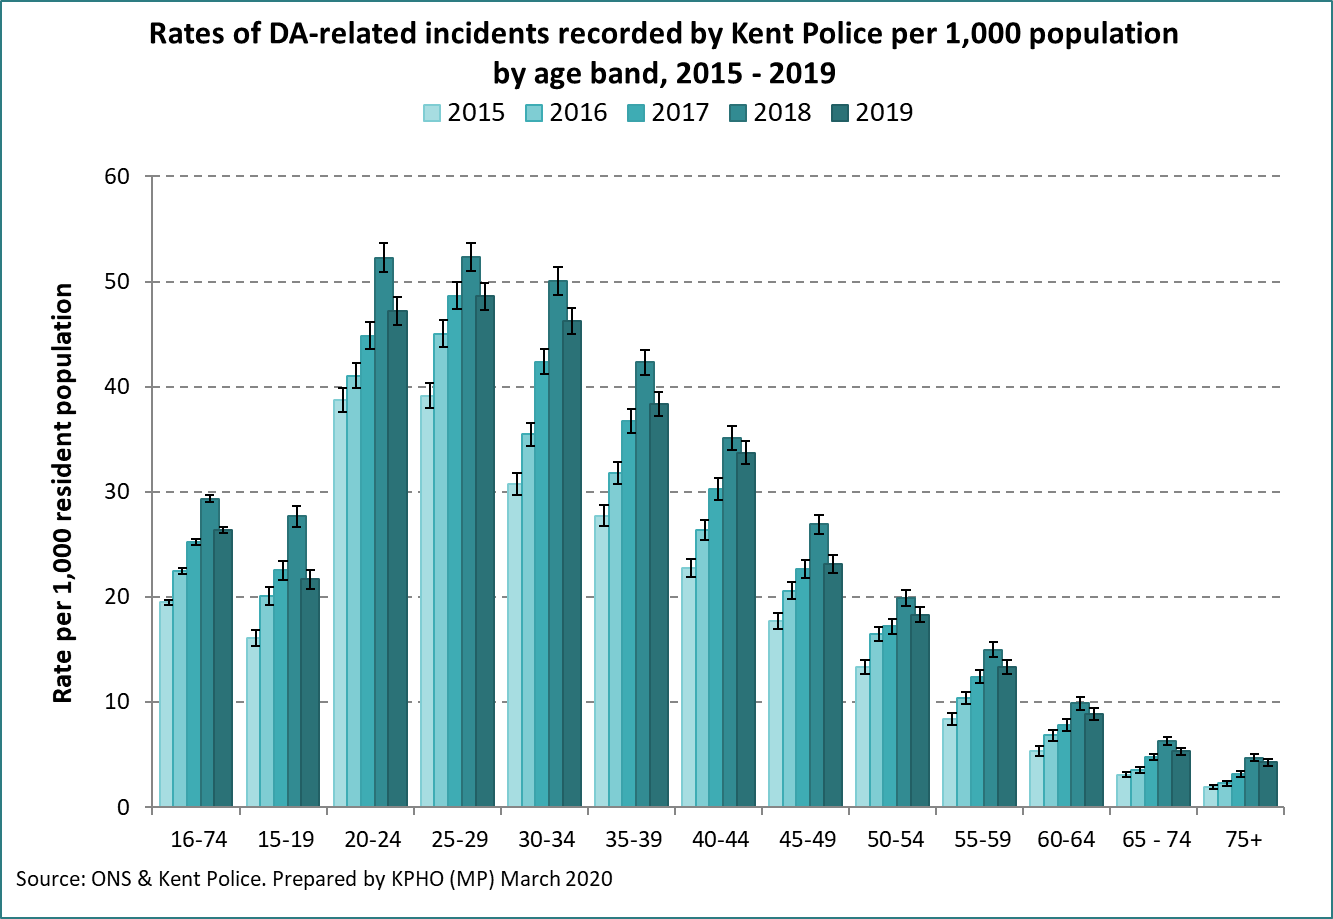 Rates of DA-related incidents recorded by Kent Police per 1,000 population
by age band, 2015 - 2019
2015 2016 2017 2018 2019
Rate per 1,000 resident population
60
50
40
30
20
10
0
16-74 15-19 20-24 25-29 30-34 35-39 40-44 45-49 50-54 55-59 60-64 65 - 74 75+
Source: ONS & Kent Police. Prepared by KPHO (MP) March 2020